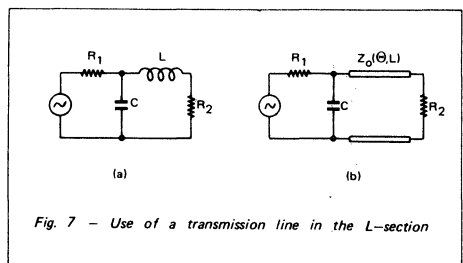 R1 L
C
R2
(a)
R1 Zo(Θ,L)
C
R2
(b)
Fig. 7 – Use of a transmission line in the L–section